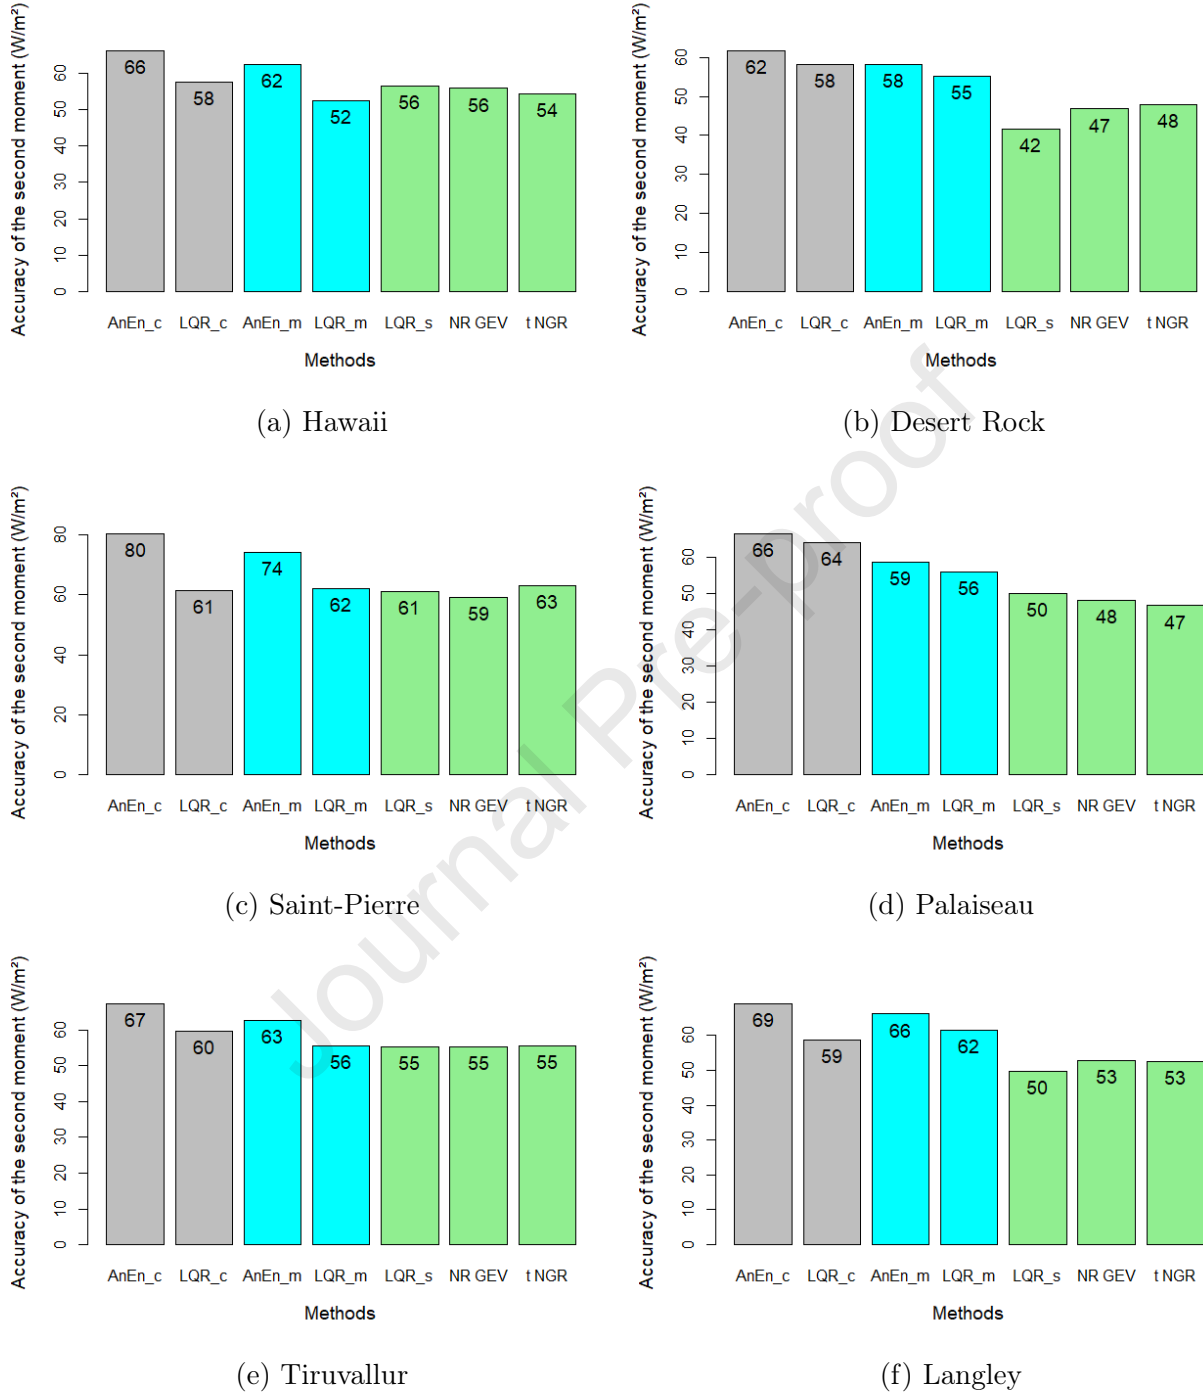 Accuracy of the second moment (W/m²)
0 10 20 30 40 50 60
66 58 62 52 56 56 54
AnEn_c LQR_c AnEn_m LQR_m LQR_s NR GEV t NGR
Methods
(a) Hawaii
Accuracy of the second moment (W/m²)
0 10 20 30 40 50 60
62 58 58 55 42 47 48
AnEn_c LQR_c AnEn_m LQR_m LQR_s NR GEV t NGR
Methods
(b) Desert Rock
Accuracy of the second moment (W/m²)
0 20 40 60 80
80 61 74 62 61 59 63
AnEn_c LQR_c AnEn_m LQR_m LQR_s NR GEV t NGR
Methods
(c) Saint-Pierre
Accuracy of the second moment (W/m²)
0 10 20 30 40 50 60
66 64 59 56 50 48 47
AnEn_c LQR_c AnEn_m LQR_m LQR_s NR GEV t NGR
Methods
(d) Palaiseau
Accuracy of the second moment (W/m²)
0 10 20 30 40 50 60
67 60 63 56 55 55 55
AnEn_c LQR_c AnEn_m LQR_m LQR_s NR GEV t NGR
Methods
(e) Tiruvallur
Accuracy of the second moment (W/m²)
0 10 20 30 40 50 60
69 59 66 62 50 53 53
AnEn_c LQR_c AnEn_m LQR_m LQR_s NR GEV t NGR
Methods
(f) Langley
Journal Pre-proof